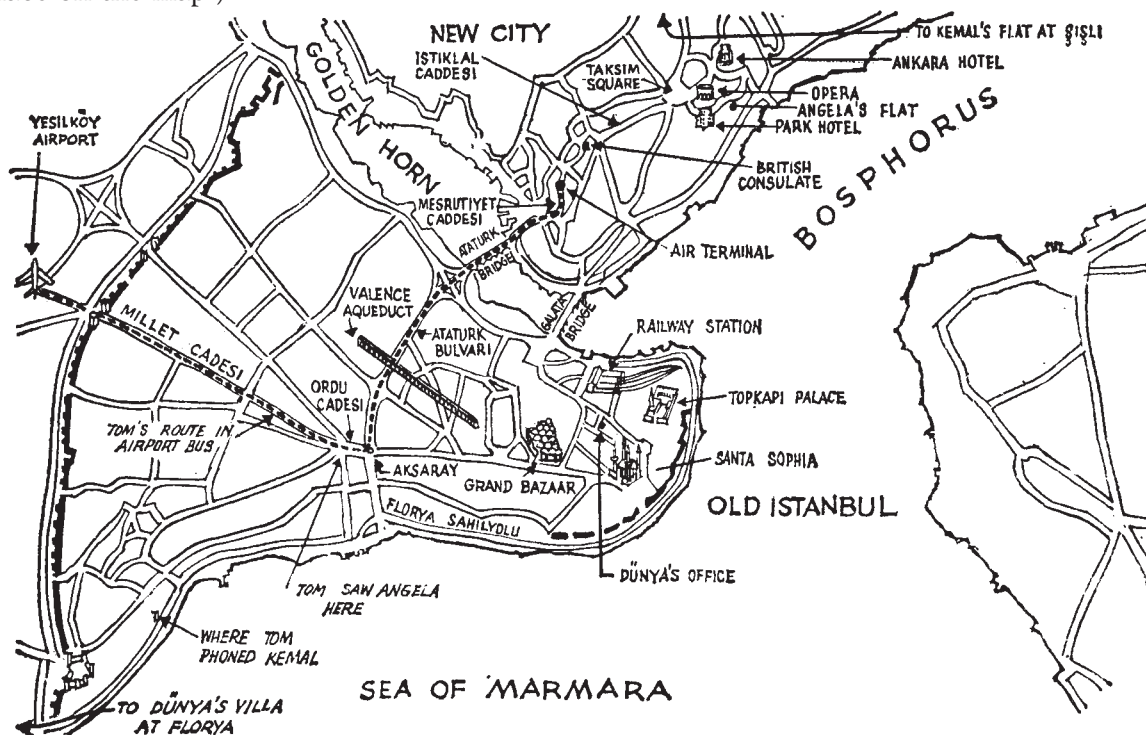 NEW CITY
TO KEMAL'S FLAT AT ŞIŞLI
ISTIKLAL
CADDESI
TAKSIM
SQUARE
ANKARA HOTEL
OPERA
ANGELA'S FLAT
PARK HOTEL
GOLDEN HORN
YESILKÖY
AIRPORT
BOSPHORUS
BRITISH
CONSULATE
MESRUTIYET
CADDESI
AIR TERMINAL
ATATURK
BRIDGE
VALENCE
AQUEDUCT
GALATA
BRIDGE
MILLET CADESI
ATATURK
BULVARI
RAILWAY STATION
ORDU
CADESI
TOPKAPI PALACE
TOM'S ROUTE IN
AIRPORT BUS
AKSARAY
GRAND BAZAAR
SANTA SOPHIA
FLORYA SAHILYOLU
OLD ISTANBUL
DÜNYA'S OFFICE
TOM SAW ANGELA
HERE
WHERE TOM
PHONED KEMAL
SEA OF MARMARA
TO DÜNYA'S VILLA
AT FLORYA